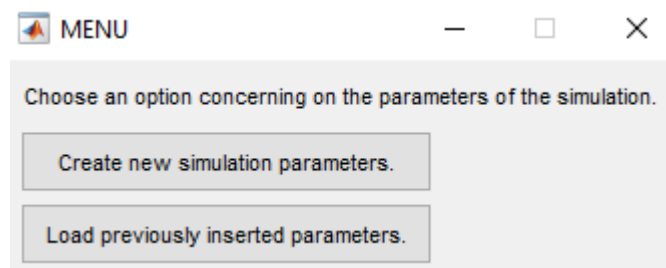 MENU
Choose an option concerning on the parameters of the simulation.
Create new simulation parameters.
Load previously inserted parameters.